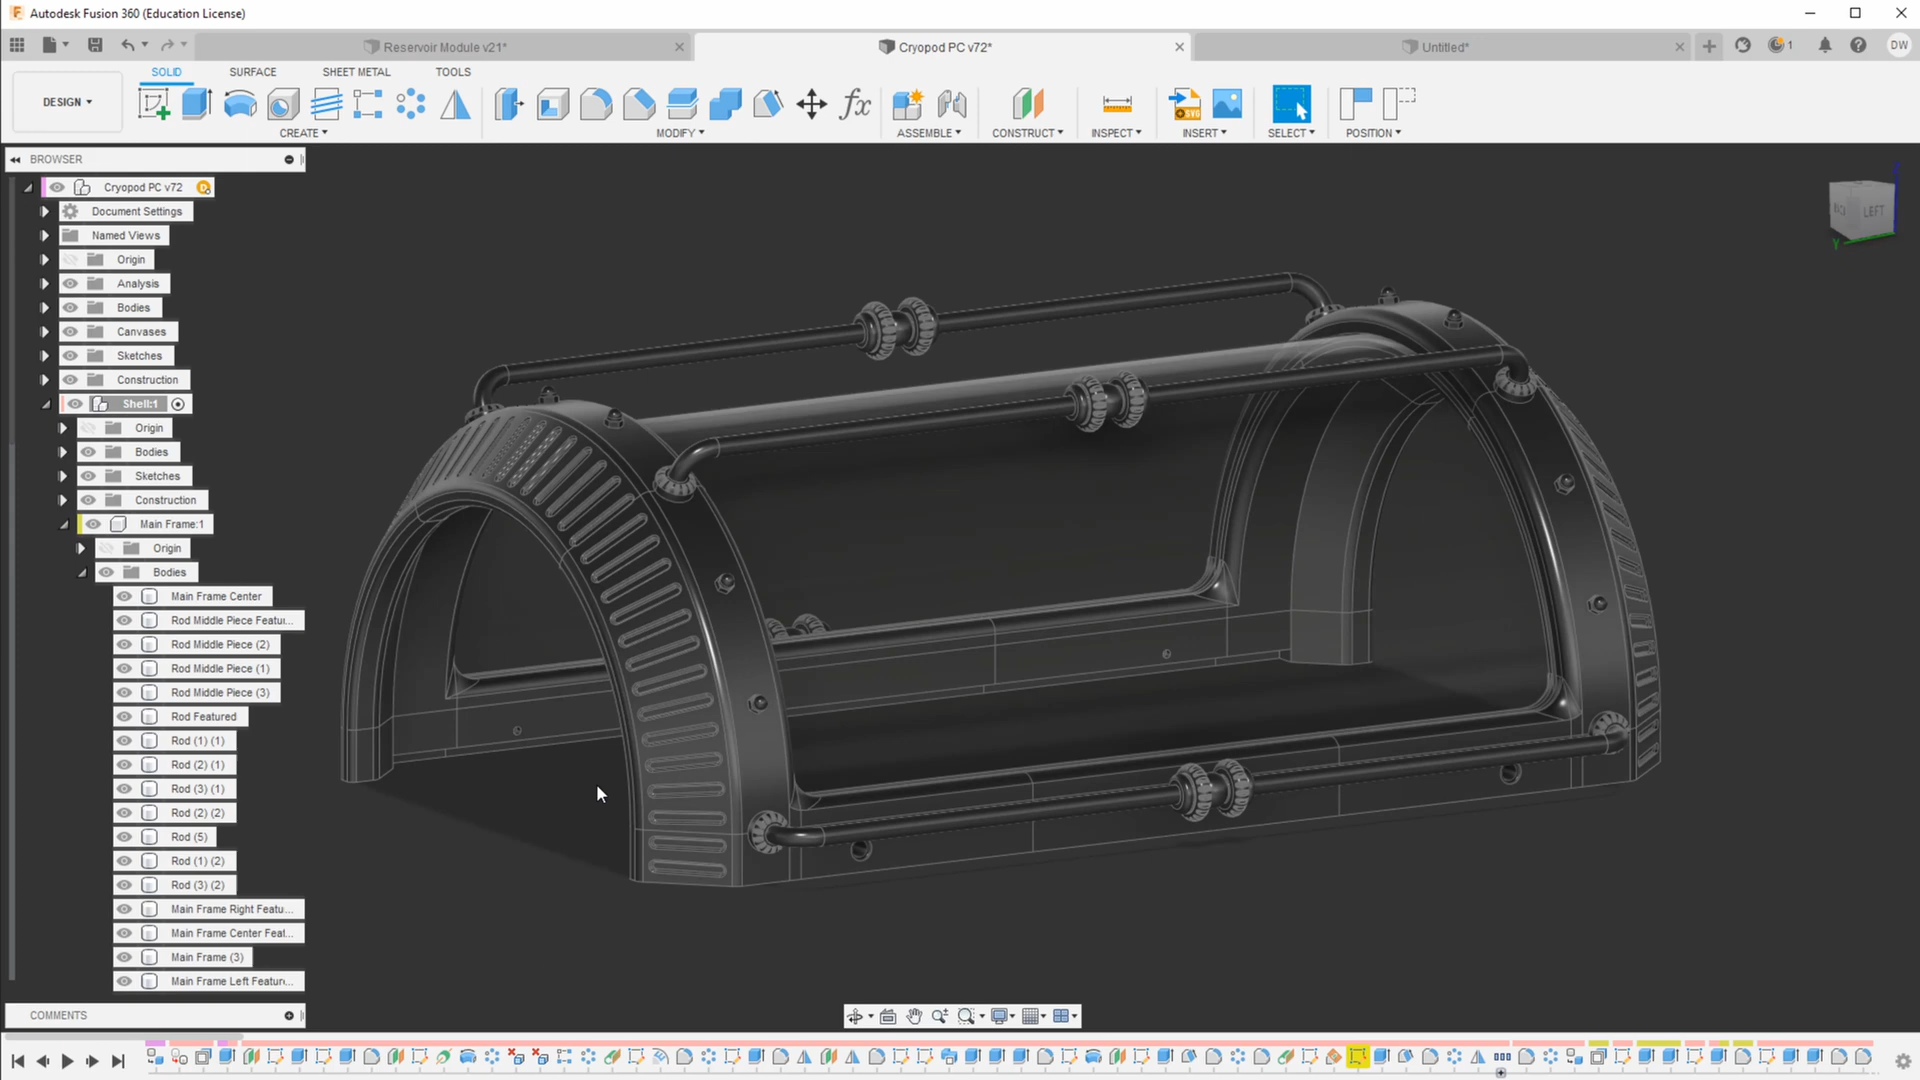 Autodesk Fusion 360 (Education License)
Reservoir Module v21*
Cryopod PC v72*
Untitled*
1
DW
DESIGN
SOLID
SURFACE
SHEET METAL
TOOLS
CREATE
fx
MODIFY
ASSEMBLE
CONSTRUCT
INSPECT
SVG
INSERT
SELECT
POSITION
BROWSER
Cryopod PC v72
Document Settings
Named Views
Origin
Analysis
Bodies
Canvases
Sketches
Construction
Shell:1
Origin
Bodies
Sketches
Construction
Main Frame:1
Origin
Bodies
Main Frame Center
Rod Middle Piece Featu...
Rod Middle Piece (2)
Rod Middle Piece (1)
Rod Middle Piece (3)
Rod Featured
Rod (1) (1)
Rod (2) (1)
Rod (3) (1)
Rod (2) (2)
Rod (5)
Rod (1) (2)
Rod (3) (2)
Main Frame Right Featu...
Main Frame Center Feat...
Main Frame (3)
Main Frame Left Featur...
LEFT
Y
COMMENTS